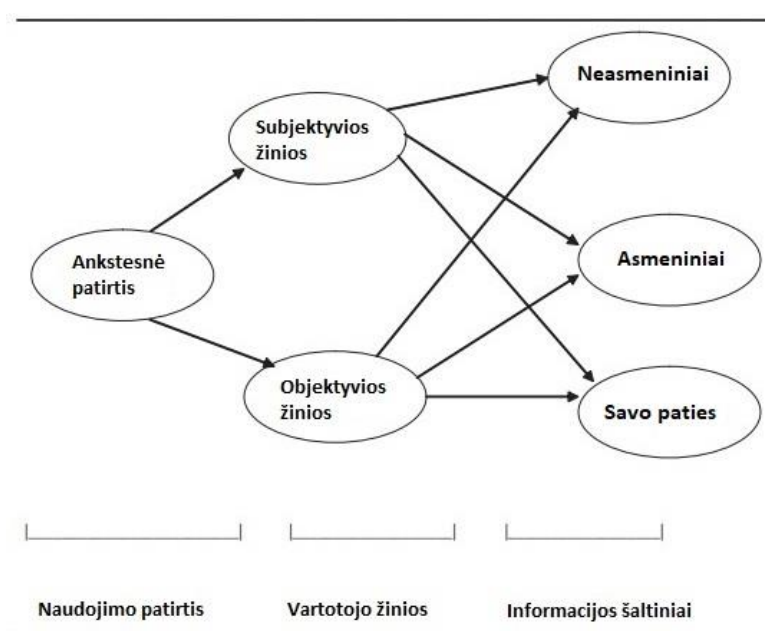 Neasmeniniai
Subjektyvios
žinios
Ankstesnė
patirtis
Asmeniniai
Objektyvios
žinios
Savo paties
Naudojimo patirtis
Vartotojo žinios
Informacijos šaltiniai